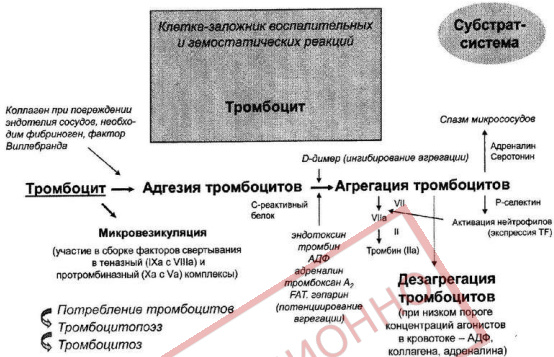 Клетка-заложник воспалительных
и гемостатических реакций
Тромбоцит
Субстрат-
система
Коллаген при повреждении
эндотелия сосудов, необхо-
дим фибриноген, фактор
Виллебранда
Спазм микрососудов
Адреналин
Серотонин
D-димер (ингибирование агрегации)
Тромбоцит
Адгезия тромбоцитов
Агрегация тромбоцитов
С-реактивный
белок
VII
VIIa
II
Тромбин (IIa)
Р-селектин
Активация нейтрофилов
(экспрессия TF)
Микровезикуляция
(участие в сборке факторов свертывания
в теназный (IXa с VIIIa) и
протромбиназный (Xa с Va) комплексы)
эндотоксин
тромбин
АДФ
адреналин
тромбоксан А2
FAT. гепарин
(потенциирование
агрегации)
Дезагрегация
тромбоцитов
(при низком пороге
концентраций агонистов
в кровотоке – АДФ,
коллагена, адреналина)
Потребление тромбоцитов
Тромбоцитопоэз
Тромбоцитоз
ИОННО